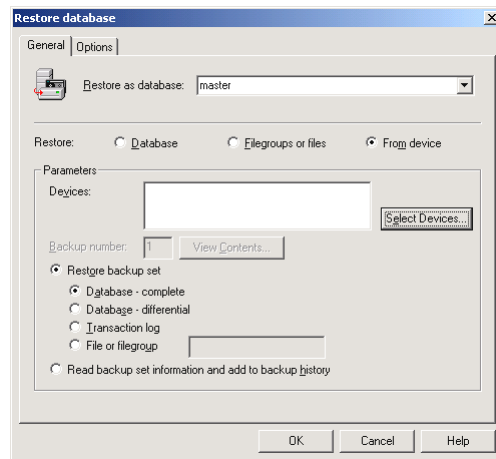 Restore database
General Options
Restore as database: master
Restore: Database Filegroups or files From device
Parameters
Devices:
Select Devices...
Backup number: 1 View Contents...
Restore backup set
Database - complete
Database - differential
Transaction log
File or filegroup
Read backup set information and add to backup history
OK Cancel Help